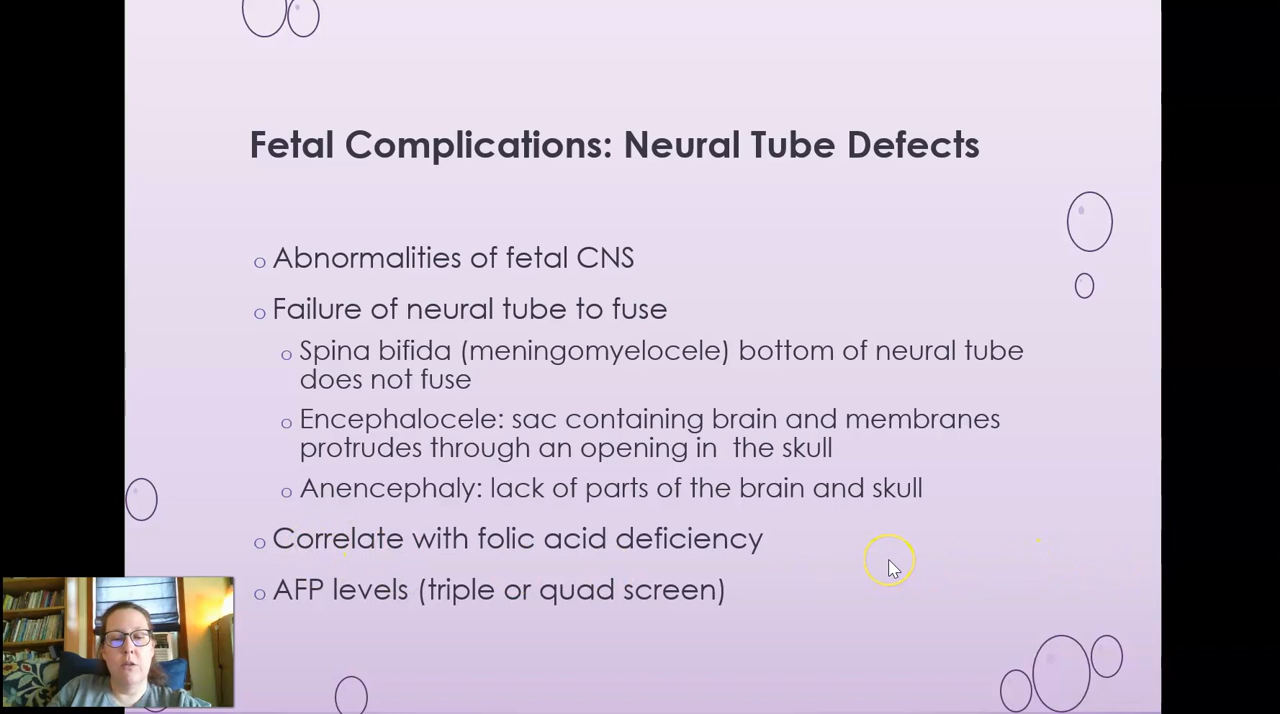 Fetal Complications: Neural Tube Defects
o Abnormalities of fetal CNS
o Failure of neural tube to fuse
o Spina bifida (meningomyelocele) bottom of neural tube
does not fuse
o Encephalocele: sac containing brain and membranes
protrudes through an opening in the skull
o Anencephaly: lack of parts of the brain and skull
o Correlate with folic acid deficiency
o AFP levels (triple or quad screen)